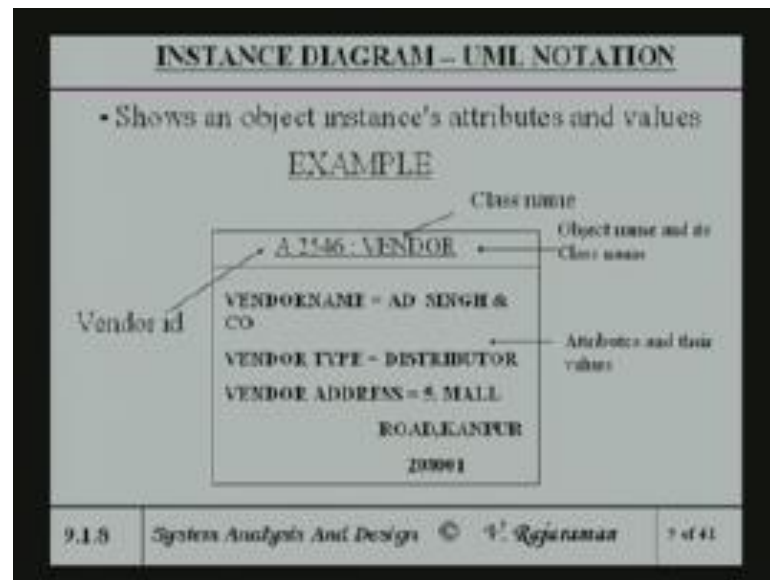 INSTANCE DIAGRAM – UML NOTATION
• Shows an object instance's attributes and values
EXAMPLE
Class name
Object name and its
Class name
A 2546 : VENDOR
Vendor id
VENDORNAME = AD SINGH &
CO
VENDOR TYPE = DISTRIBUTOR
VENDOR ADDRESS = 5, MALL
ROAD,KANPUR
Attributes and their
values
9.1.8
System Analysis And Design © V. Rajaraman
of 41